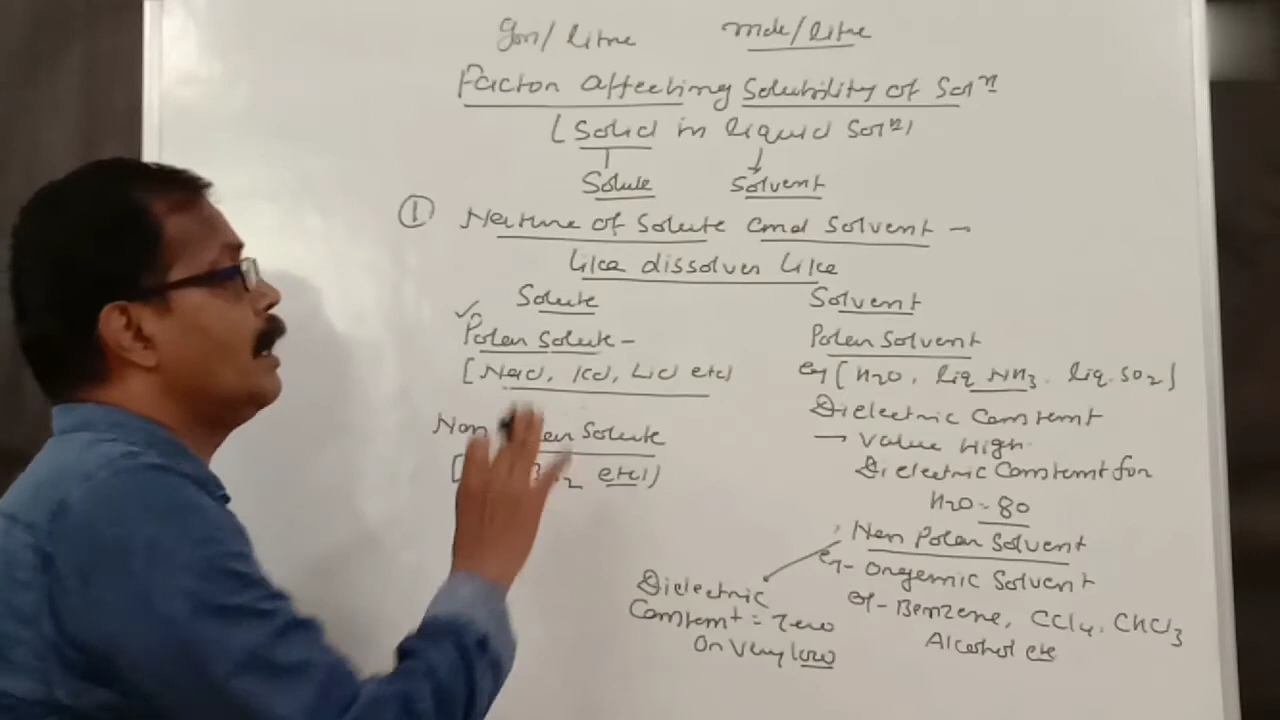 gm/litre mole/litre
Factor Affecting Solubility of Solⁿ
(Solid in liquid Solⁿ)
Solute Solvent
① Nature of Solute and Solvent –
like dissolves like
Solute Solvent
✓ Polar Solute – Polar Solvent
[NaCl, KCl, LiCl etc] eg [H2O, liq NH3. liq. SO2]
Dielectric Constant
Non Solute – Value High
etc) Dielectric Constant for
H2O - 80
Non Polar Solvent
Dielectric eg- Organic Solvent
Constant = Zero eg- Benzene, CCl4, CHCl3
or very low Alcohol etc